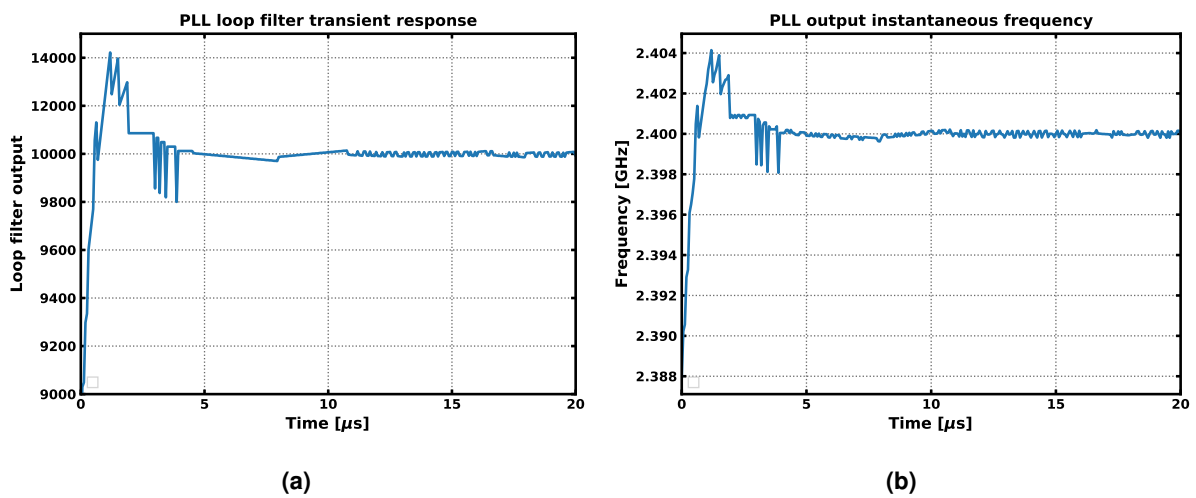 PLL loop filter transient response
Loop filter output
14000
12000
10000
9800
9600
9400
9200
9000
0 5 10 15 20
Time [μs]
(a)
PLL output instantaneous frequency
Frequency [GHz]
2.404
2.402
2.400
2.398
2.396
2.394
2.392
2.390
2.388
0 5 10 15 20
Time [μs]
(b)